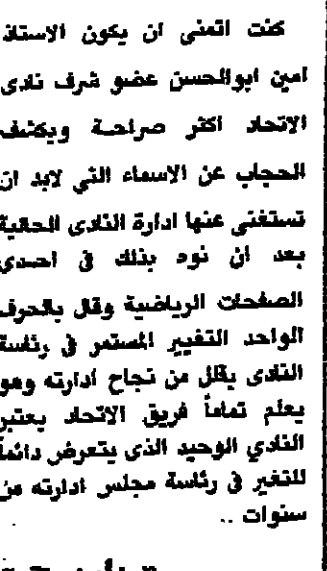 كنت اتمنى ان يكون الاستاذ
امين ابوالحسن عضو شرف نادى
الاتحاد اكثر صراحة ويكشف
الحجاب عن الاسماء التي لابد ان
تستغنى عنها ادارة النادى الحالية
بعد ان نوه بذلك في احدى
الصفحات الرياضية وقال بالحرف
الواحد التغيير المستمر في رئاسة
النادى يقلل من نجاح ادارته وهو
يعلم تماماً فريق الاتحاد يعتبر
النادي الوحيد الذى يتعرض دائماً
للتغير في رئاسة مجلس ادارته من
سنوات ..